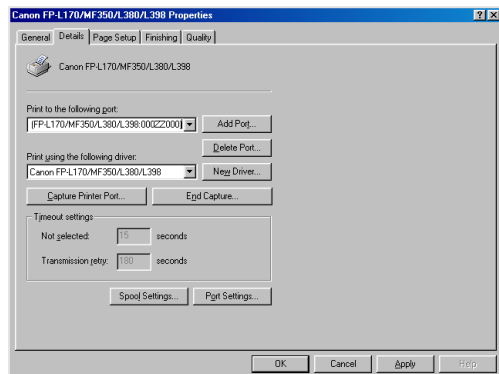 Canon FP-L170/MF350/L380/L398 Properties
General Details Page Setup Finishing Quality
Canon FP-L170/MF350/L380/L398
Print to the following port:
(FP-L170/MF350/L380/L398:000ZZ000)
Add Port...
Delete Port...
Print using the following driver:
Canon FP-L170/MF350/L380/L398
New Driver...
Capture Printer Port...
End Capture...
Timeout settings
Not selected: 15 seconds
Transmission retry: 180 seconds
Spool Settings...
Port Settings...
OK Cancel Apply Help